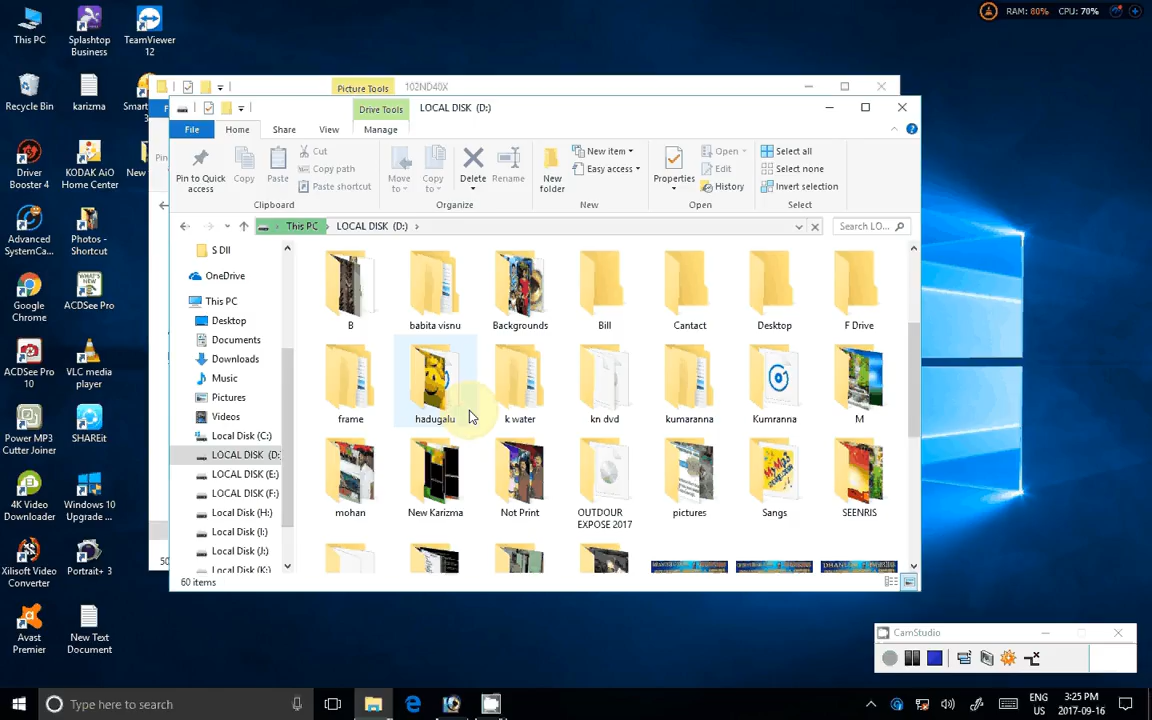 This PC
Splashtop
Business
TeamViewer
12
RAM: 80% CPU: 70%
Recycle Bin
karizma
Smart
3
Driver
Booster 4
KODAK AiO
Home Center
New
Advanced
SystemCa...
Photos -
Shortcut
Google
Chrome
ACDSee Pro
ACDSee Pro
10
VLC media
player
Power MP3
Cutter Joiner
SHAREit
4K Video
Downloader
Windows 10
Upgrade ...
Xilisoft Video
Converter
Portrait+ 3
Avast
Premier
New Text
Document
Picture Tools
102ND40X
Drive Tools
LOCAL DISK (D:)
File
Home
Share
View
Manage
Pin to Quick
access
Copy
Paste
Cut
Copy path
Paste shortcut
Clipboard
Move
to
Copy
to
Delete
Rename
Organize
New
folder
New item
Easy access
New
Properties
Open
Edit
History
Open
Select all
Select none
Invert selection
Select
This PC
LOCAL DISK (D:)
Search LO...
S Dll
OneDrive
This PC
Desktop
Documents
Downloads
Music
Pictures
Videos
Local Disk (C:)
LOCAL DISK (D:
LOCAL DISK (E:)
LOCAL DISK (F:)
Local Disk (H:)
Local Disk (I:)
Local Disk (J:)
Local Disk (K:)
B
babita visnu
Backgrounds
Bill
Cantact
Desktop
F Drive
frame
hadugalu
k water
kn dvd
kumaranna
Kumranna
M
mohan
New Karizma
Not Print
OUTDOUR
EXPOSE 2017
pictures
Sangs
SEENRIS
60 items
CamStudio
Type here to search
ENG
US
3:25 PM
2017-09-16